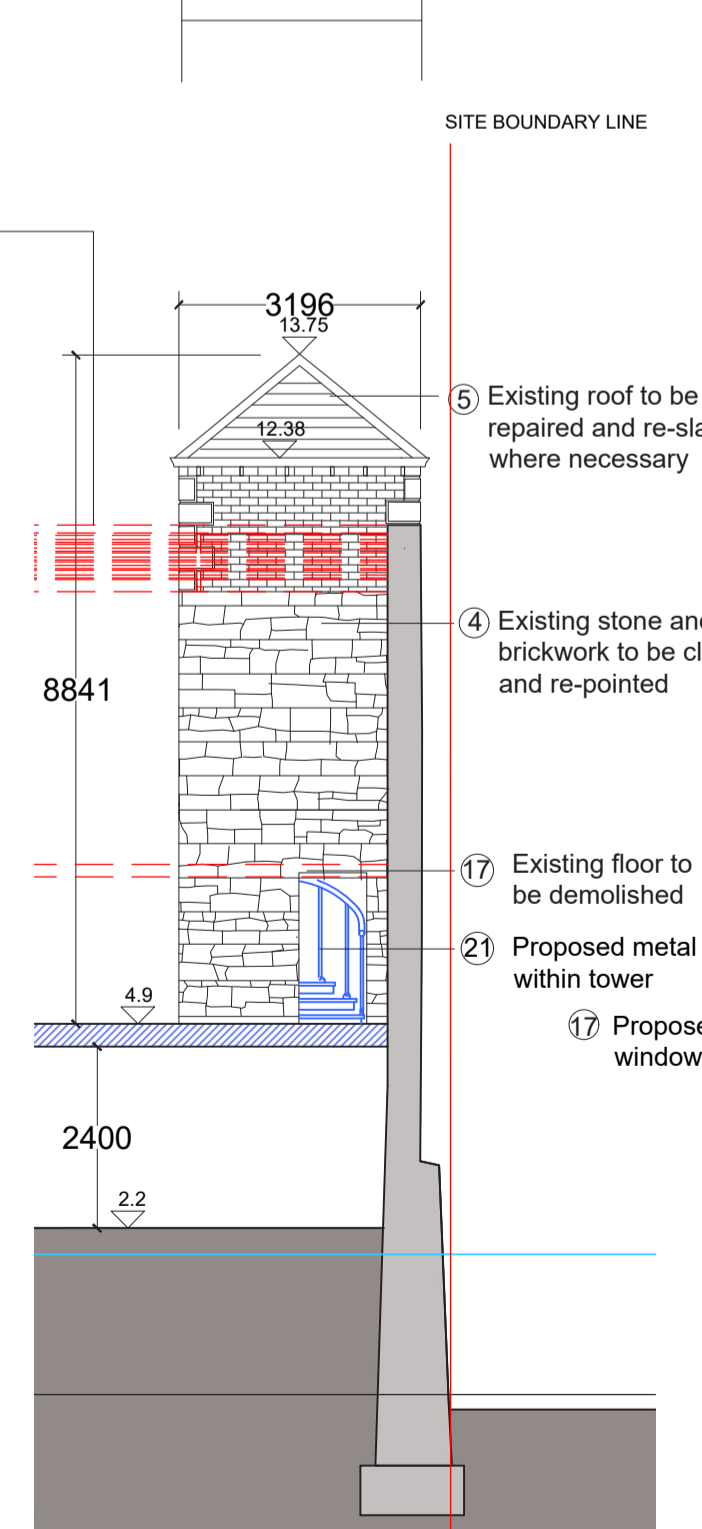 SITE BOUNDARY LINE
3196
13.75
12.38
5 Existing roof to be
repaired and re-sla
where necessary
4 Existing stone and
brickwork to be cl
and re-pointed
8841
17 Existing floor to
be demolished
21 Proposed metal
within tower
4.9
17 Propose
window
2400
2.2